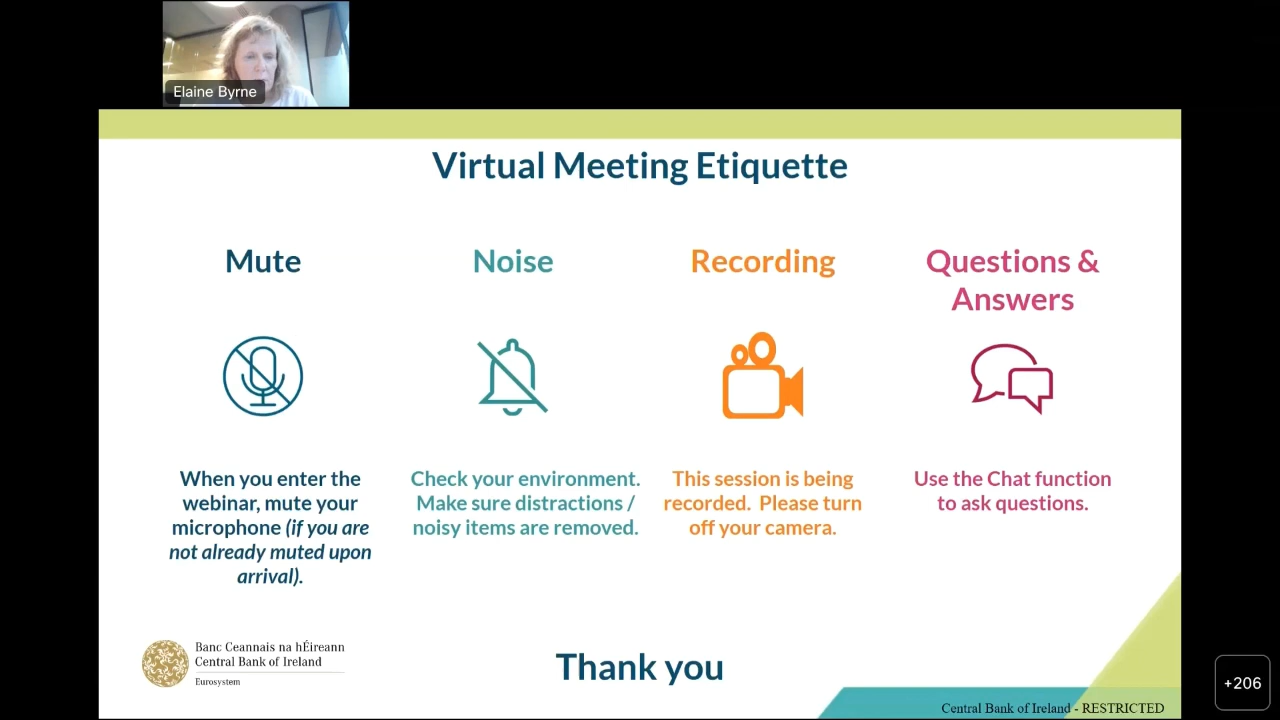 Elaine Byrne
Virtual Meeting Etiquette
Mute
When you enter the
webinar, mute your
microphone (if you are
not already muted upon
arrival).
Noise
Check your environment.
Make sure distractions /
noisy items are removed.
Recording
This session is being
recorded.  Please turn
off your camera.
Questions &
Answers
Use the Chat function
to ask questions.
Banc Ceannais na hÉireann
Central Bank of Ireland
Eurosystem
Thank you
Central Bank of Ireland - RESTRICTED
+206